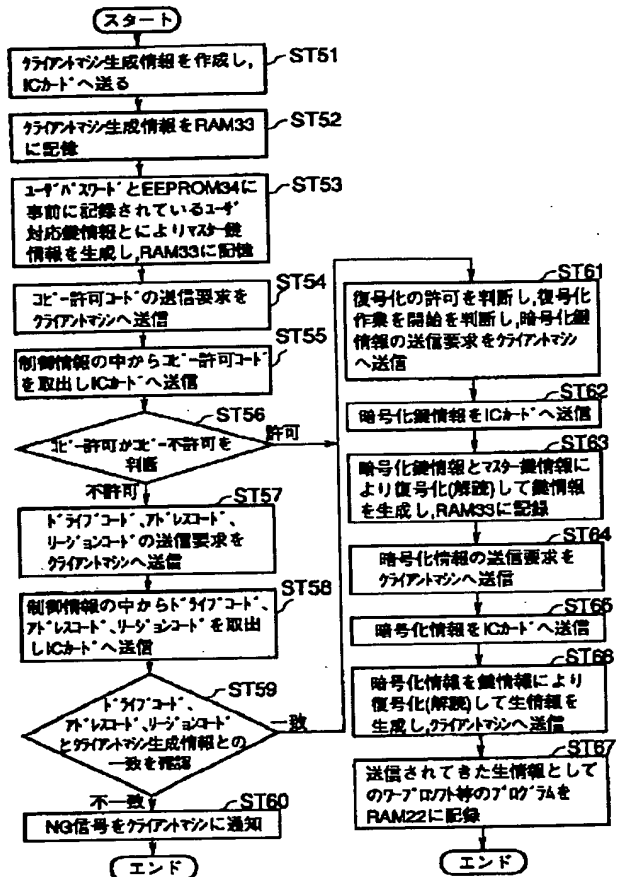 スタート
ST51
クライアントマシン生成情報を作成し,
ICカードへ送る
ST52
クライアントマシン生成情報をRAM33
に記憶
ST53
ユーザパスワードとEEPROM34に
事前に記録されているユーザ
対応鍵情報とによりマスター鍵
情報を生成し,RAM33に記憶
ST54
コピー許可コードの送信要求を
クライアントマシンへ送信
ST55
制御情報の中からコピー許可コード
を取出しICカードへ送信
ST56
コピー許可かコピー不許可を
判断
許可
不許可
ST57
ドライブコード、アドレスコード、
リージョンコードの送信要求を
クライアントマシンへ送信
ST58
制御情報の中からドライブコード、
アドレスコード、リージョンコードを取出
しICカードへ送信
ST59
ドライブコード、
アドレスコード、リージョンコード
とクライアントマシン生成情報との
一致を確認
一致
不一致
ST60
NG信号をクライアントマシンに通知
エンド
ST61
復号化の許可を判断し,復号化
作業を開始を判断し,暗号化鍵
情報の送信要求をクライアントマシン
へ送信
ST62
暗号化鍵情報をICカードへ送信
ST63
暗号化鍵情報とマスター鍵情報に
より復号化(解読)して鍵情報
を生成し,RAM33に記録
ST64
暗号化情報の送信要求を
クライアントマシンへ送信
ST65
暗号化情報をICカードへ送信
ST66
暗号化情報を鍵情報により
復号化(解読)して生情報を
生成し,クライアントマシンへ送信
ST67
送信されてきた生情報として
のワープロソフト等のプログラムを
RAM22に記録
エンド